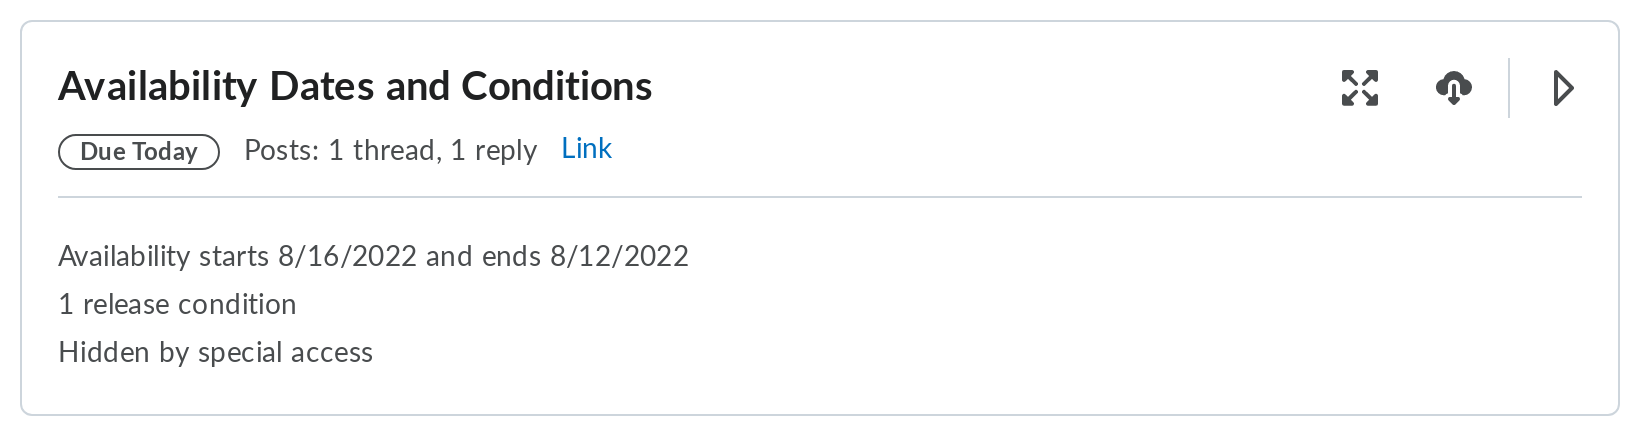 Availability Dates and Conditions
Due Today Posts: 1 thread, 1 reply Link
Availability starts 8/16/2022 and ends 8/12/2022
1 release condition
Hidden by special access